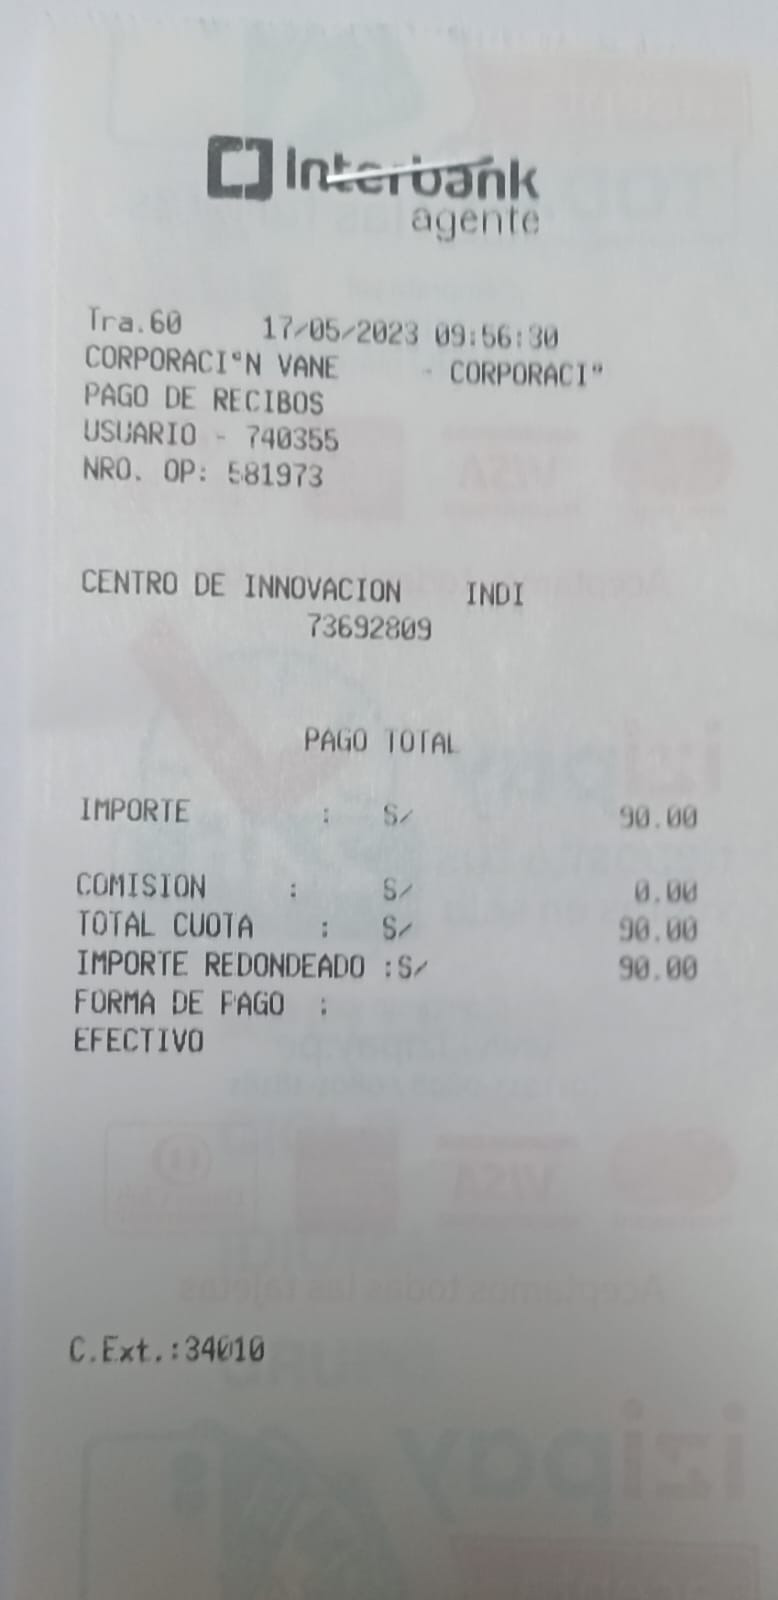 Interbank
agente
Tra.60 17/05/2023 09:56:30
CORPORACI°N VANE - CORPORACI"
PAGO DE RECIBOS
USUARIO - 740355
NRO. OP: 581973
CENTRO DE INNOVACION INDI
73692809
PAGO TOTAL
IMPORTE : S/ 90.00
COMISION : S/ 0.00
TOTAL CUOTA : S/ 90.00
IMPORTE REDONDEADO :S/ 90.00
FORMA DE PAGO :
EFECTIVO
C.Ext.:34010